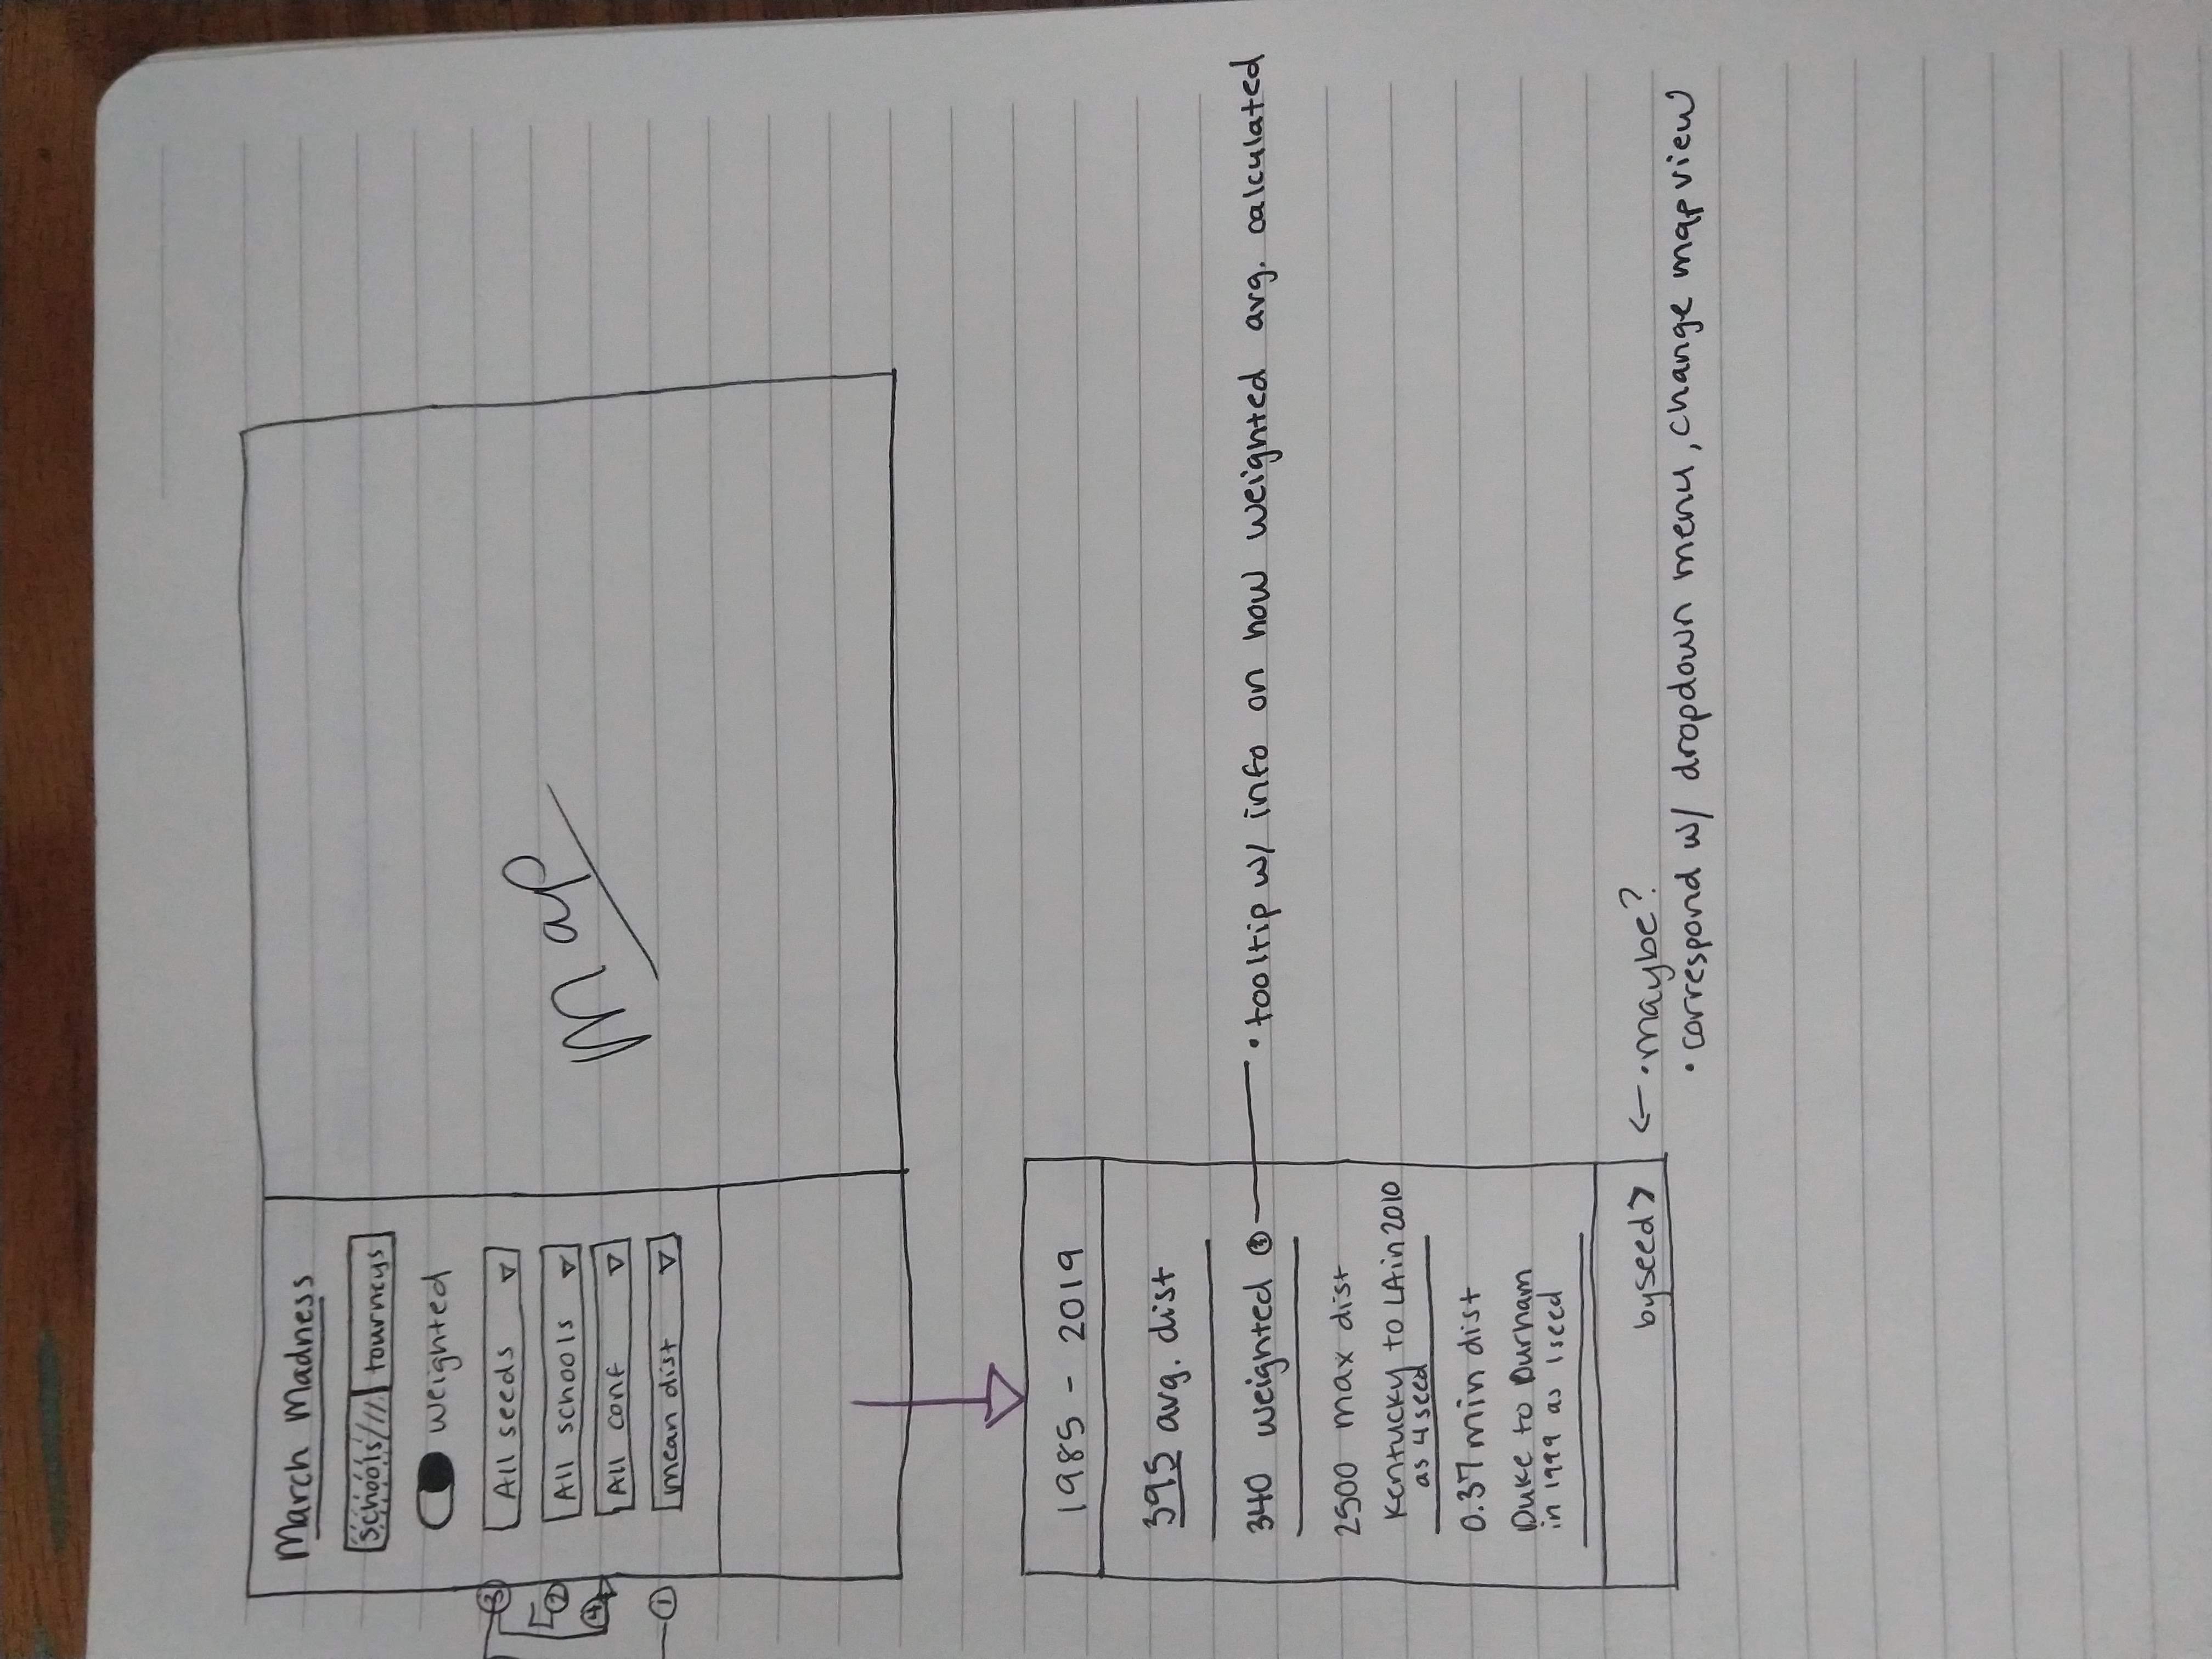 March Madness
schools tourneys
weighted
③ All seeds
② All schools
④ All conf
① mean dist
Map
1985 - 2019
395 avg. dist
340 weighted
• tooltip w/ info on how weighted avg. calculated
2500 max dist
Kentucky to LA in 2010
as 4 seed
0.37 min dist
Duke to Durham
in 1999 as 1 seed
by seed >
← • maybe?
• correspond w/ dropdown menu, change map view